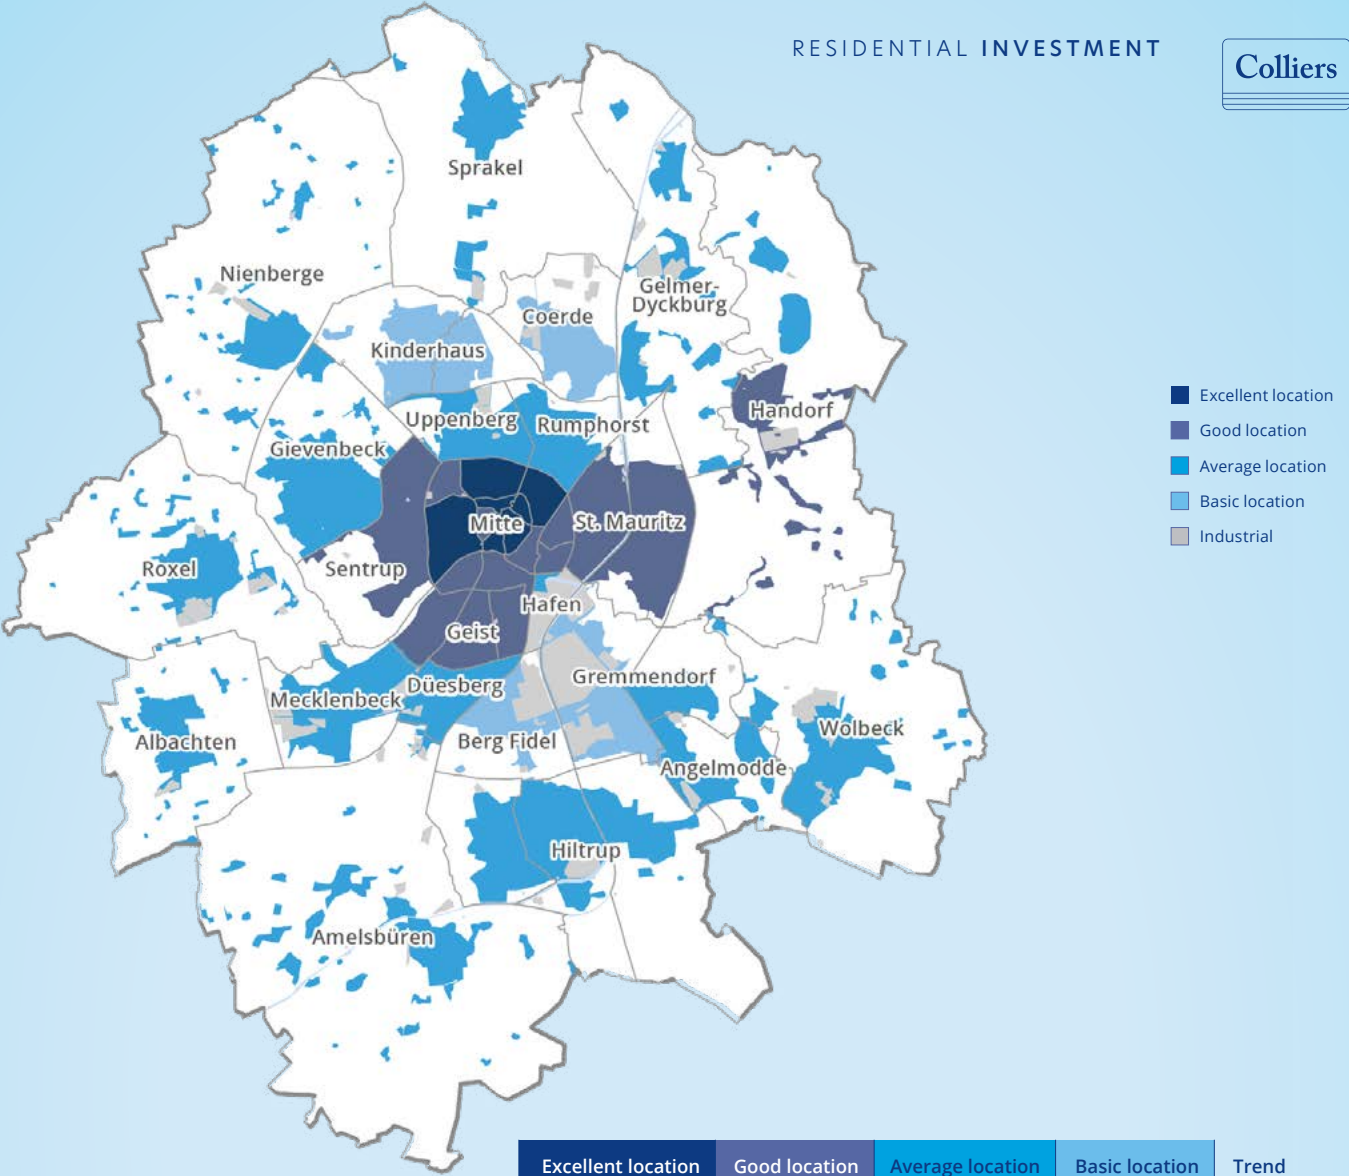 RESIDENTIAL INVESTMENT
Colliers
Sprakel
Nienberge
Gelmer-
Dyckburg
Coerde
Kinderhaus
Handorf
Uppenberg
Rumphorst
Gievenbeck
Mitte
St. Mauritz
Roxel
Sentrup
Hafen
Geist
Gremmendorf
Düesberg
Mecklenbeck
Wolbeck
Albachten
Berg Fidel
Angelmodde
Hiltrup
Amelsbüren
Excellent location
Good location
Average location
Basic location
Industrial
Excellent location Good location Average location Basic location Trend